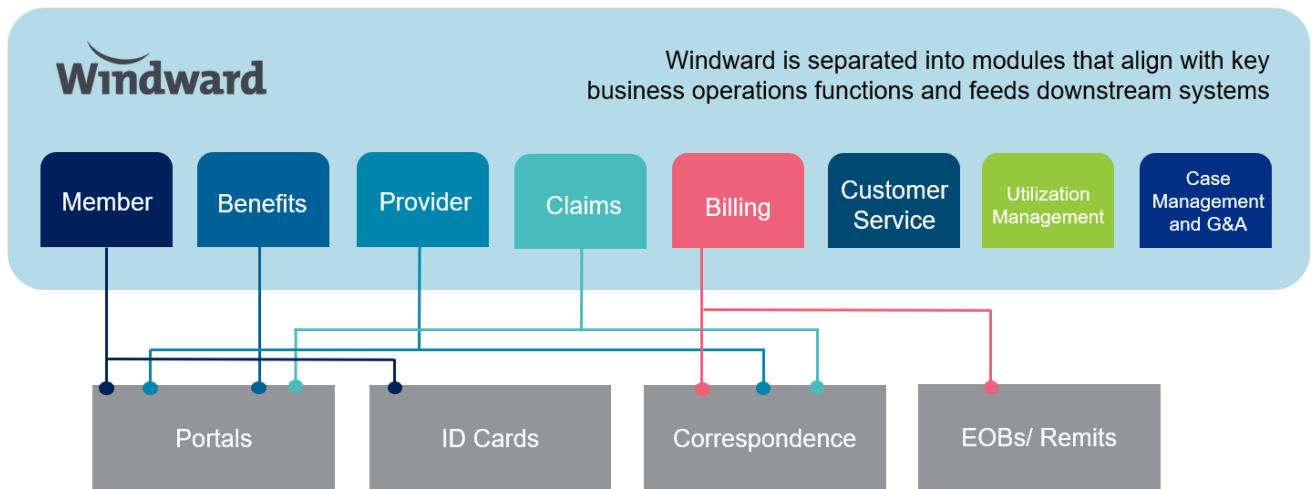 Windward
Windward is separated into modules that align with key
business operations functions and feeds downstream systems
Member
Benefits
Provider
Claims
Billing
Customer
Service
Utilization
Management
Case
Management
and G&A
Portals
ID Cards
Correspondence
EOBs/ Remits